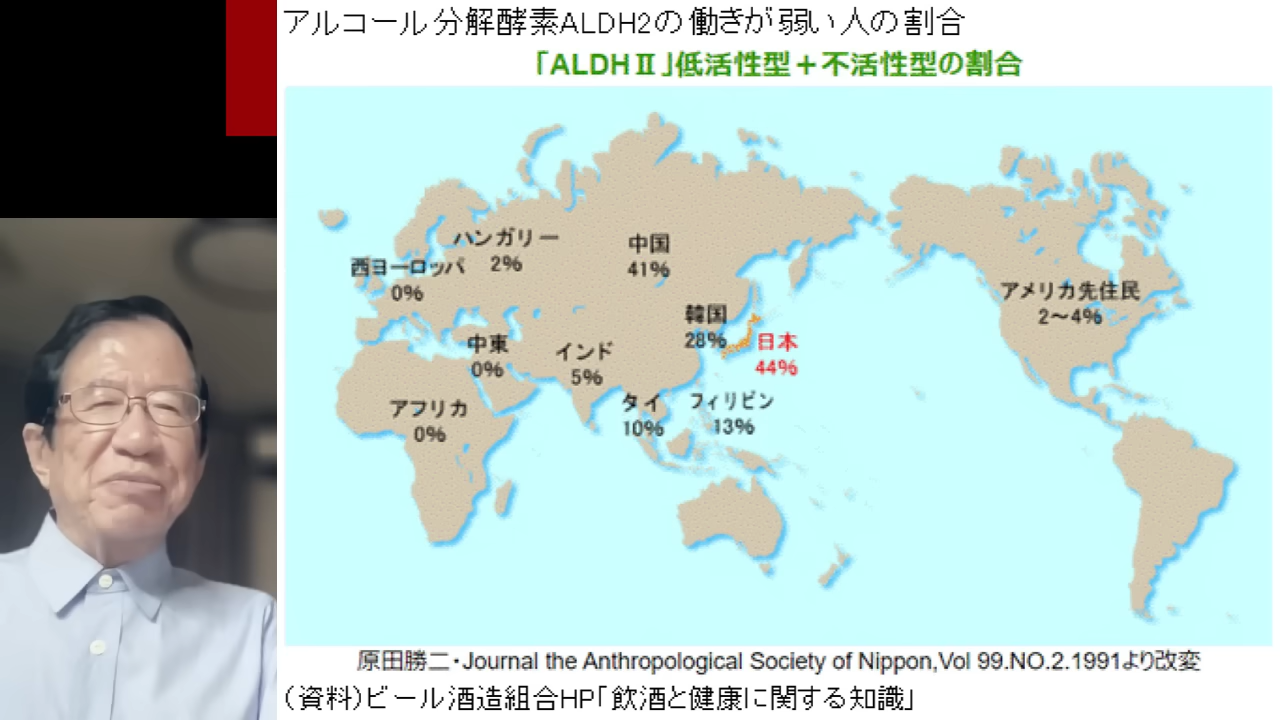 アルコール分解酵素ALDH2の働きが弱い人の割合
「ALDHⅡ」低活性型＋不活性型の割合
ハンガリー
2%
中国
41%
西ヨーロッパ
0%
アメリカ先住民
2～4%
韓国
28%
日本
44%
中東
0%
インド
5%
タイ
10%
フィリピン
13%
アフリカ
0%
原田勝二・Journal the Anthropological Society of Nippon,Vol 99.NO.2.1991より改変
（資料）ビール酒造組合HP「飲酒と健康に関する知識」